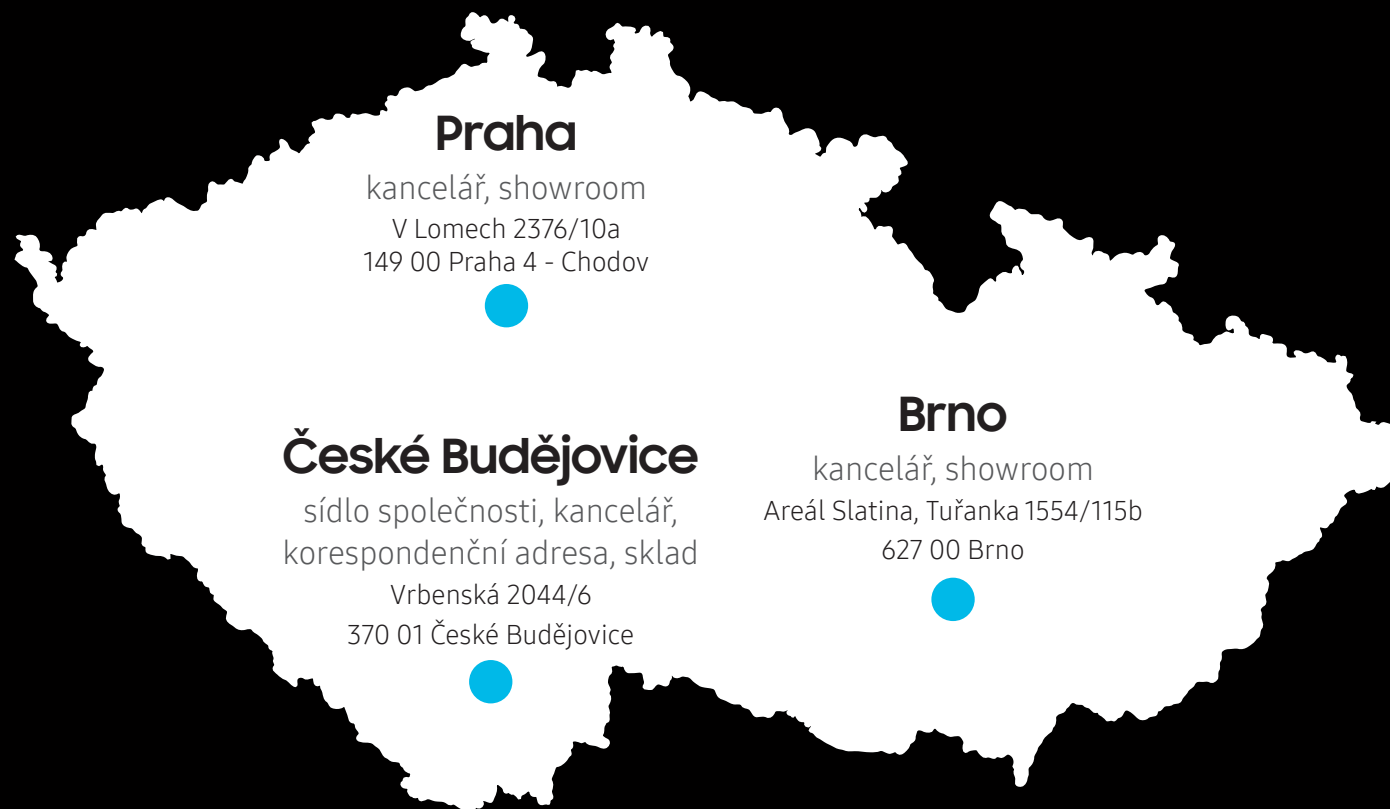 Praha
kancelář, showroom
V Lomech 2376/10a
149 00 Praha 4 - Chodov
České Budějovice
sídlo společnosti, kancelář,
korespondenční adresa, sklad
Vrbenská 2044/6
370 01 České Budějovice
Brno
kancelář, showroom
Areál Slatina, Tuřanka 1554/115b
627 00 Brno